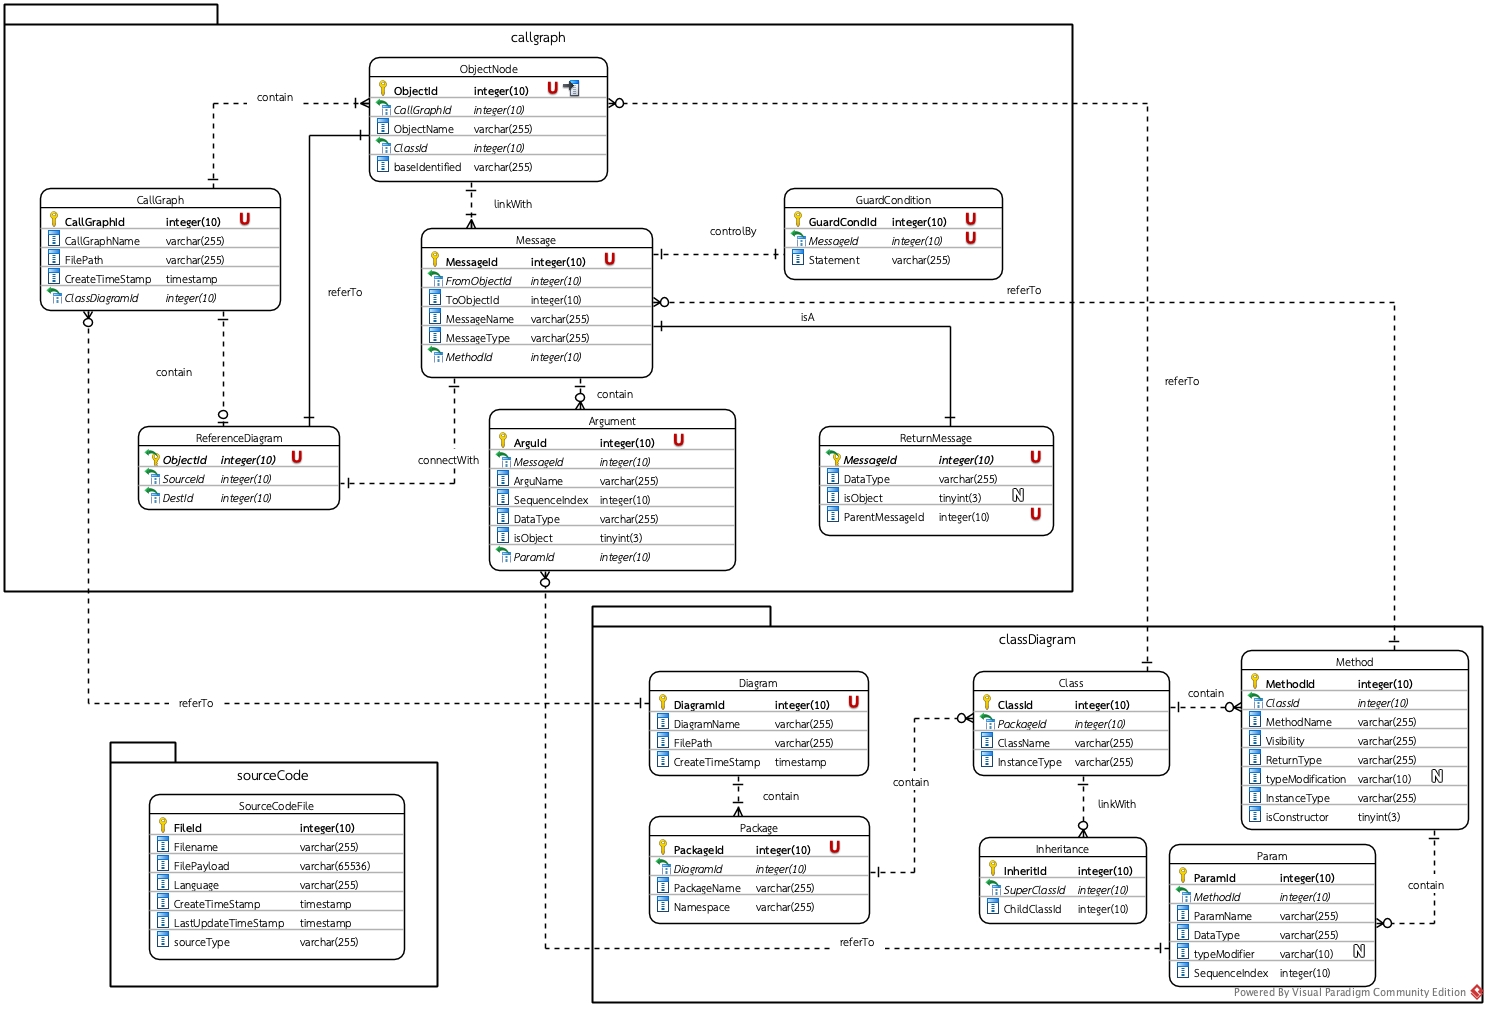 callgraph
ObjectNode
ObjectId integer(10) U
CallGraphId integer(10)
ObjectName varchar(255)
ClassId integer(10)
baseIdentified varchar(255)
contain
linkWith
CallGraph
CallGraphId integer(10) U
CallGraphName varchar(255)
FilePath varchar(255)
CreateTimeStamp timestamp
ClassDiagramId integer(10)
referTo
Message
MessageId integer(10) U
FromObjectId integer(10)
ToObjectId integer(10)
MessageName varchar(255)
MessageType varchar(255)
MethodId integer(10)
controlBy
GuardCondition
GuardCondId integer(10) U
MessageId integer(10) U
Statement varchar(255)
referTo
isA
referTo
contain
contain
connectWith
ReferenceDiagram
ObjectId integer(10) U
SourceId integer(10)
DestId integer(10)
Argument
ArguId integer(10) U
MessageId integer(10)
ArguName varchar(255)
SequenceIndex integer(10)
DataType varchar(255)
isObject tinyint(3)
ParamId integer(10)
ReturnMessage
MessageId integer(10) U
DataType varchar(255)
isObject tinyint(3) N
ParentMessageId integer(10) U
classDiagram
referTo
Diagram
DiagramId integer(10) U
DiagramName varchar(255)
FilePath varchar(255)
CreateTimeStamp timestamp
contain
Class
ClassId integer(10)
PackageId integer(10)
ClassName varchar(255)
InstanceType varchar(255)
contain
Method
MethodId integer(10)
ClassId integer(10)
MethodName varchar(255)
Visibility varchar(255)
ReturnType varchar(255)
typeModification varchar(10) N
InstanceType varchar(255)
isConstructor tinyint(3)
contain
linkWith
Package
PackageId integer(10) U
DiagramId integer(10)
PackageName varchar(255)
Namespace varchar(255)
Inheritance
InheritId integer(10)
SuperClassId integer(10)
ChildClassId integer(10)
Param
ParamId integer(10)
MethodId integer(10)
ParamName varchar(255)
DataType varchar(255)
typeModifier varchar(10) N
SequenceIndex integer(10)
contain
referTo
sourceCode
SourceCodeFile
FileId integer(10)
Filename varchar(255)
FilePayload varchar(65536)
Language varchar(255)
CreateTimeStamp timestamp
LastUpdateTimeStamp timestamp
sourceType varchar(255)
Powered By Visual Paradigm Community Edition